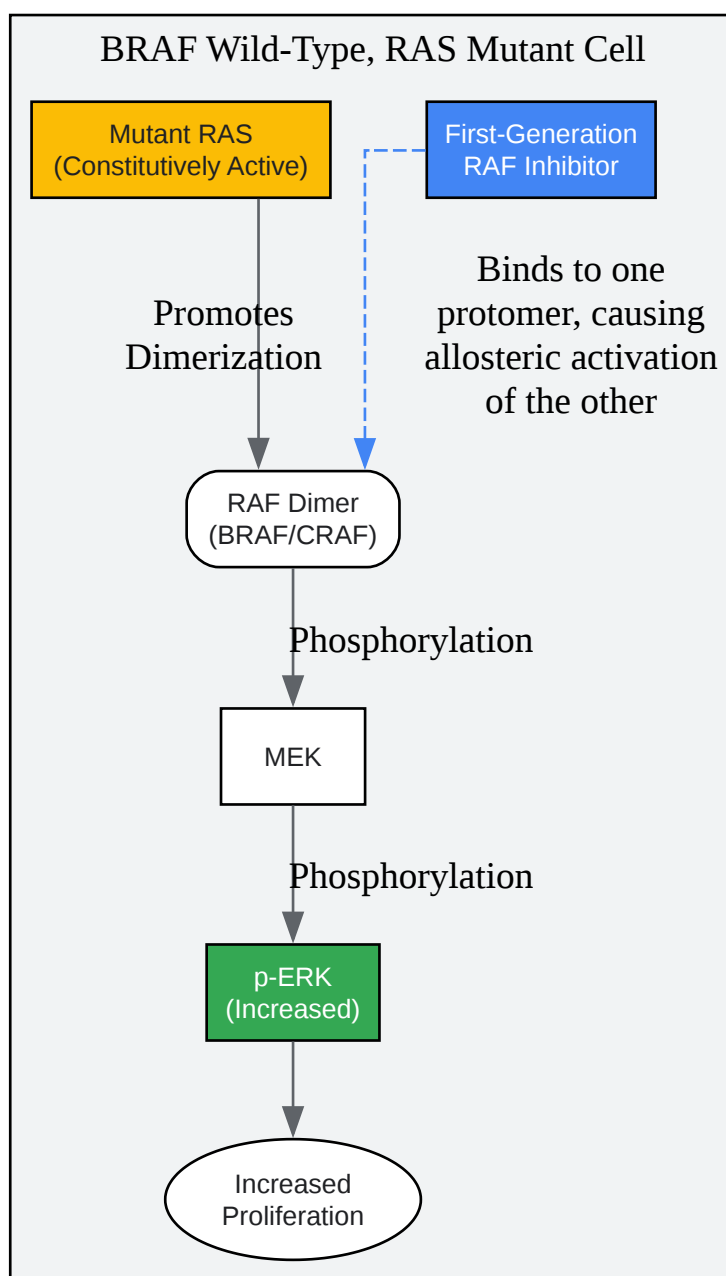 BRAF Wild-Type, RAS Mutant Cell
Mutant RAS
(Constitutively Active)
First-Generation
RAF Inhibitor
Promotes
Dimerization
Binds to one
protomer, causing
allosteric activation
of the other
RAF Dimer
(BRAF/CRAF)
Phosphorylation
MEK
Phosphorylation
p-ERK
(Increased)
Increased
Proliferation